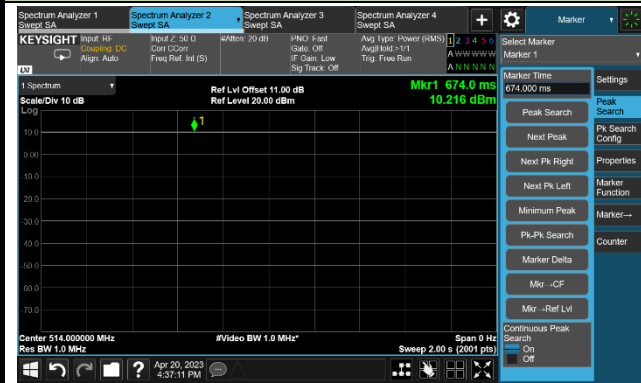 Spectrum Analyzer 1
Swept SA
Spectrum Analyzer 2
Swept SA
Spectrum Analyzer 3
Swept SA
Spectrum Analyzer 4
Swept SA
Marker
KEYSIGHT
LXI
Input: RF
Coupling: DC
Align: Auto
Input Z: 50 Ω
Corr CCorr
Freq Ref: Int (S)
#Atten: 20 dB
PNO: Fast
Gate: Off
IF Gain: Low
Sig Track: Off
Avg Type: Power (RMS)
Avg|Hold:>1/1
Trig: Free Run
1 2 3 4 5 6
A W W W W W
A N N N N N
Select Marker
Marker 1
1 Spectrum
Scale/Div 10 dB
Log
Ref Lvl Offset 11.00 dB
Ref Level 20.00 dBm
Mkr1 674.0 ms
10.216 dBm
1
10.0
0.00
-10.0
-20.0
-30.0
-40.0
-50.0
-60.0
-70.0
Center 514.000000 MHz
Res BW 1.0 MHz
#Video BW 1.0 MHz*
Span 0 Hz
Sweep 2.00 s (2001 pts)
Marker Time
674.000 ms
Peak Search
Next Peak
Next Pk Right
Next Pk Left
Minimum Peak
Pk-Pk Search
Marker Delta
Mkr→CF
Mkr→Ref Lvl
Continuous Peak
Search
On
Off
Settings
Peak
Search
Pk Search
Config
Properties
Marker
Function
Marker→
Counter
Apr 20, 2023
4:37:11 PM